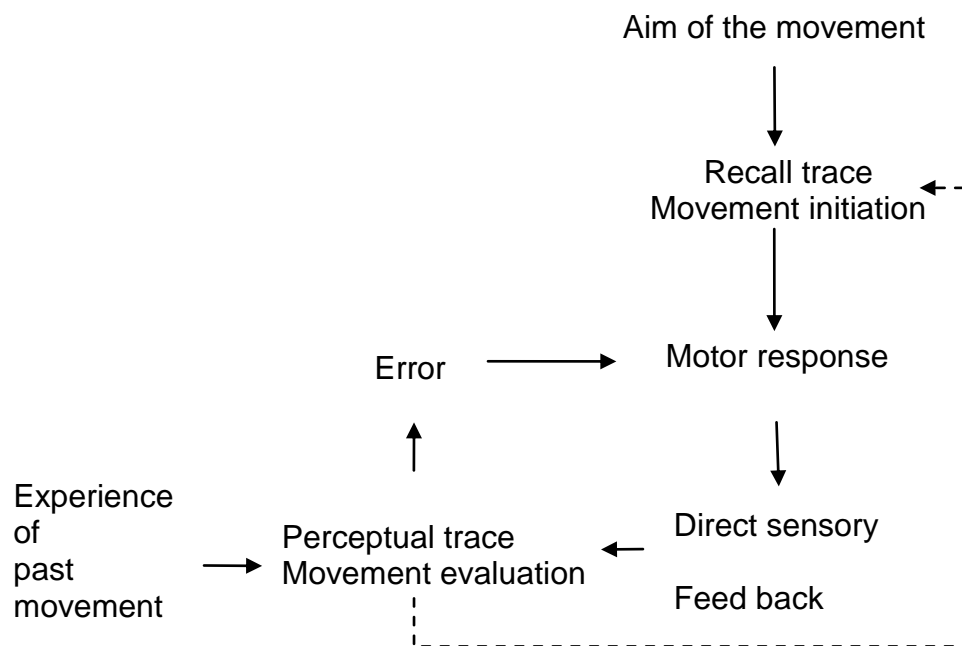 Aim of the movement
Recall trace
Movement initiation
Error
Motor response
Experience
of
past
movement
Perceptual trace
Movement evaluation
Direct sensory
Feed back